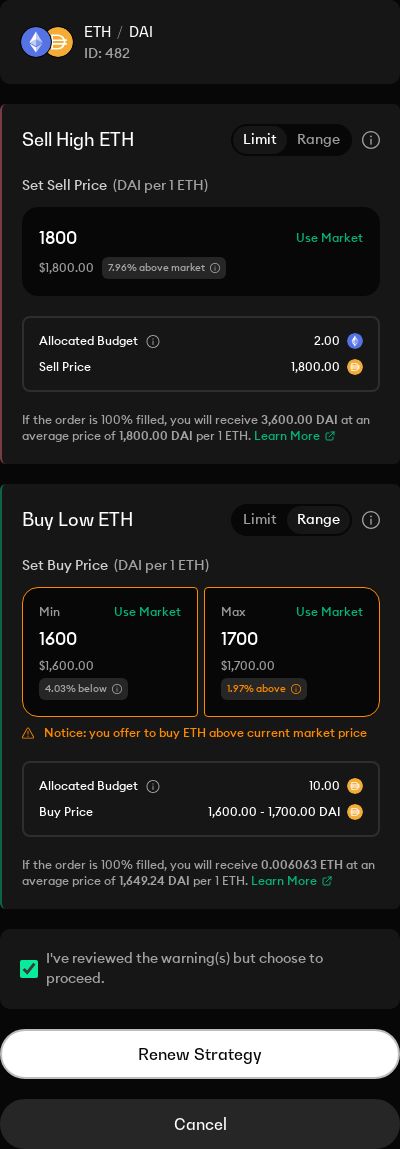 ETH / DAI
ID: 482
Sell High ETH
Limit Range
Set Sell Price (DAI per 1 ETH)
1800 Use Market
$1,800.00 7.96% above market
Allocated Budget 2.00
Sell Price 1,800.00
If the order is 100% filled, you will receive 3,600.00 DAI at an
average price of 1,800.00 DAI per 1 ETH. Learn More
Buy Low ETH
Limit Range
Set Buy Price (DAI per 1 ETH)
Min Use Market
1600
$1,600.00
4.03% below
Max Use Market
1700
$1,700.00
1.97% above
Notice: you offer to buy ETH above current market price
Allocated Budget 10.00
Buy Price 1,600.00 - 1,700.00 DAI
If the order is 100% filled, you will receive 0.006063 ETH at an
average price of 1,649.24 DAI per 1 ETH. Learn More
I've reviewed the warning(s) but choose to
proceed.
Renew Strategy
Cancel